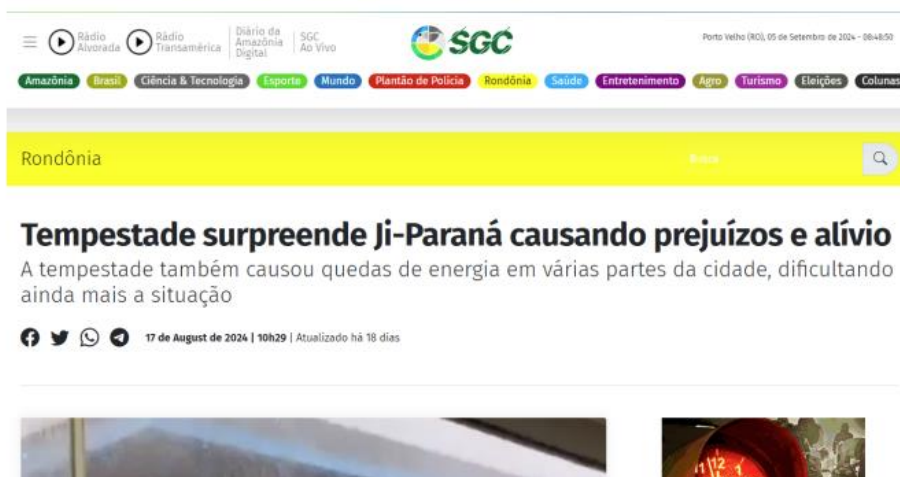 Rádio Alvorada
Rádio Transamérica
Diário da Amazônia Digital
SGC Ao Vivo
SGC
Porto Velho (RO), 05 de Setembro de 2024 - 08:48:50
Amazônia Brasil Ciência & Tecnologia Esporte Mundo Plantão de Polícia Rondônia Saúde Entretenimento Agro Turismo Eleições Colunas
Rondônia
Busca
Tempestade surpreende Ji-Paraná causando prejuízos e alívio
A tempestade também causou quedas de energia em várias partes da cidade, dificultando
ainda mais a situação
17 de August de 2024 | 10h29 | Atualizado há 18 dias
11 12 1